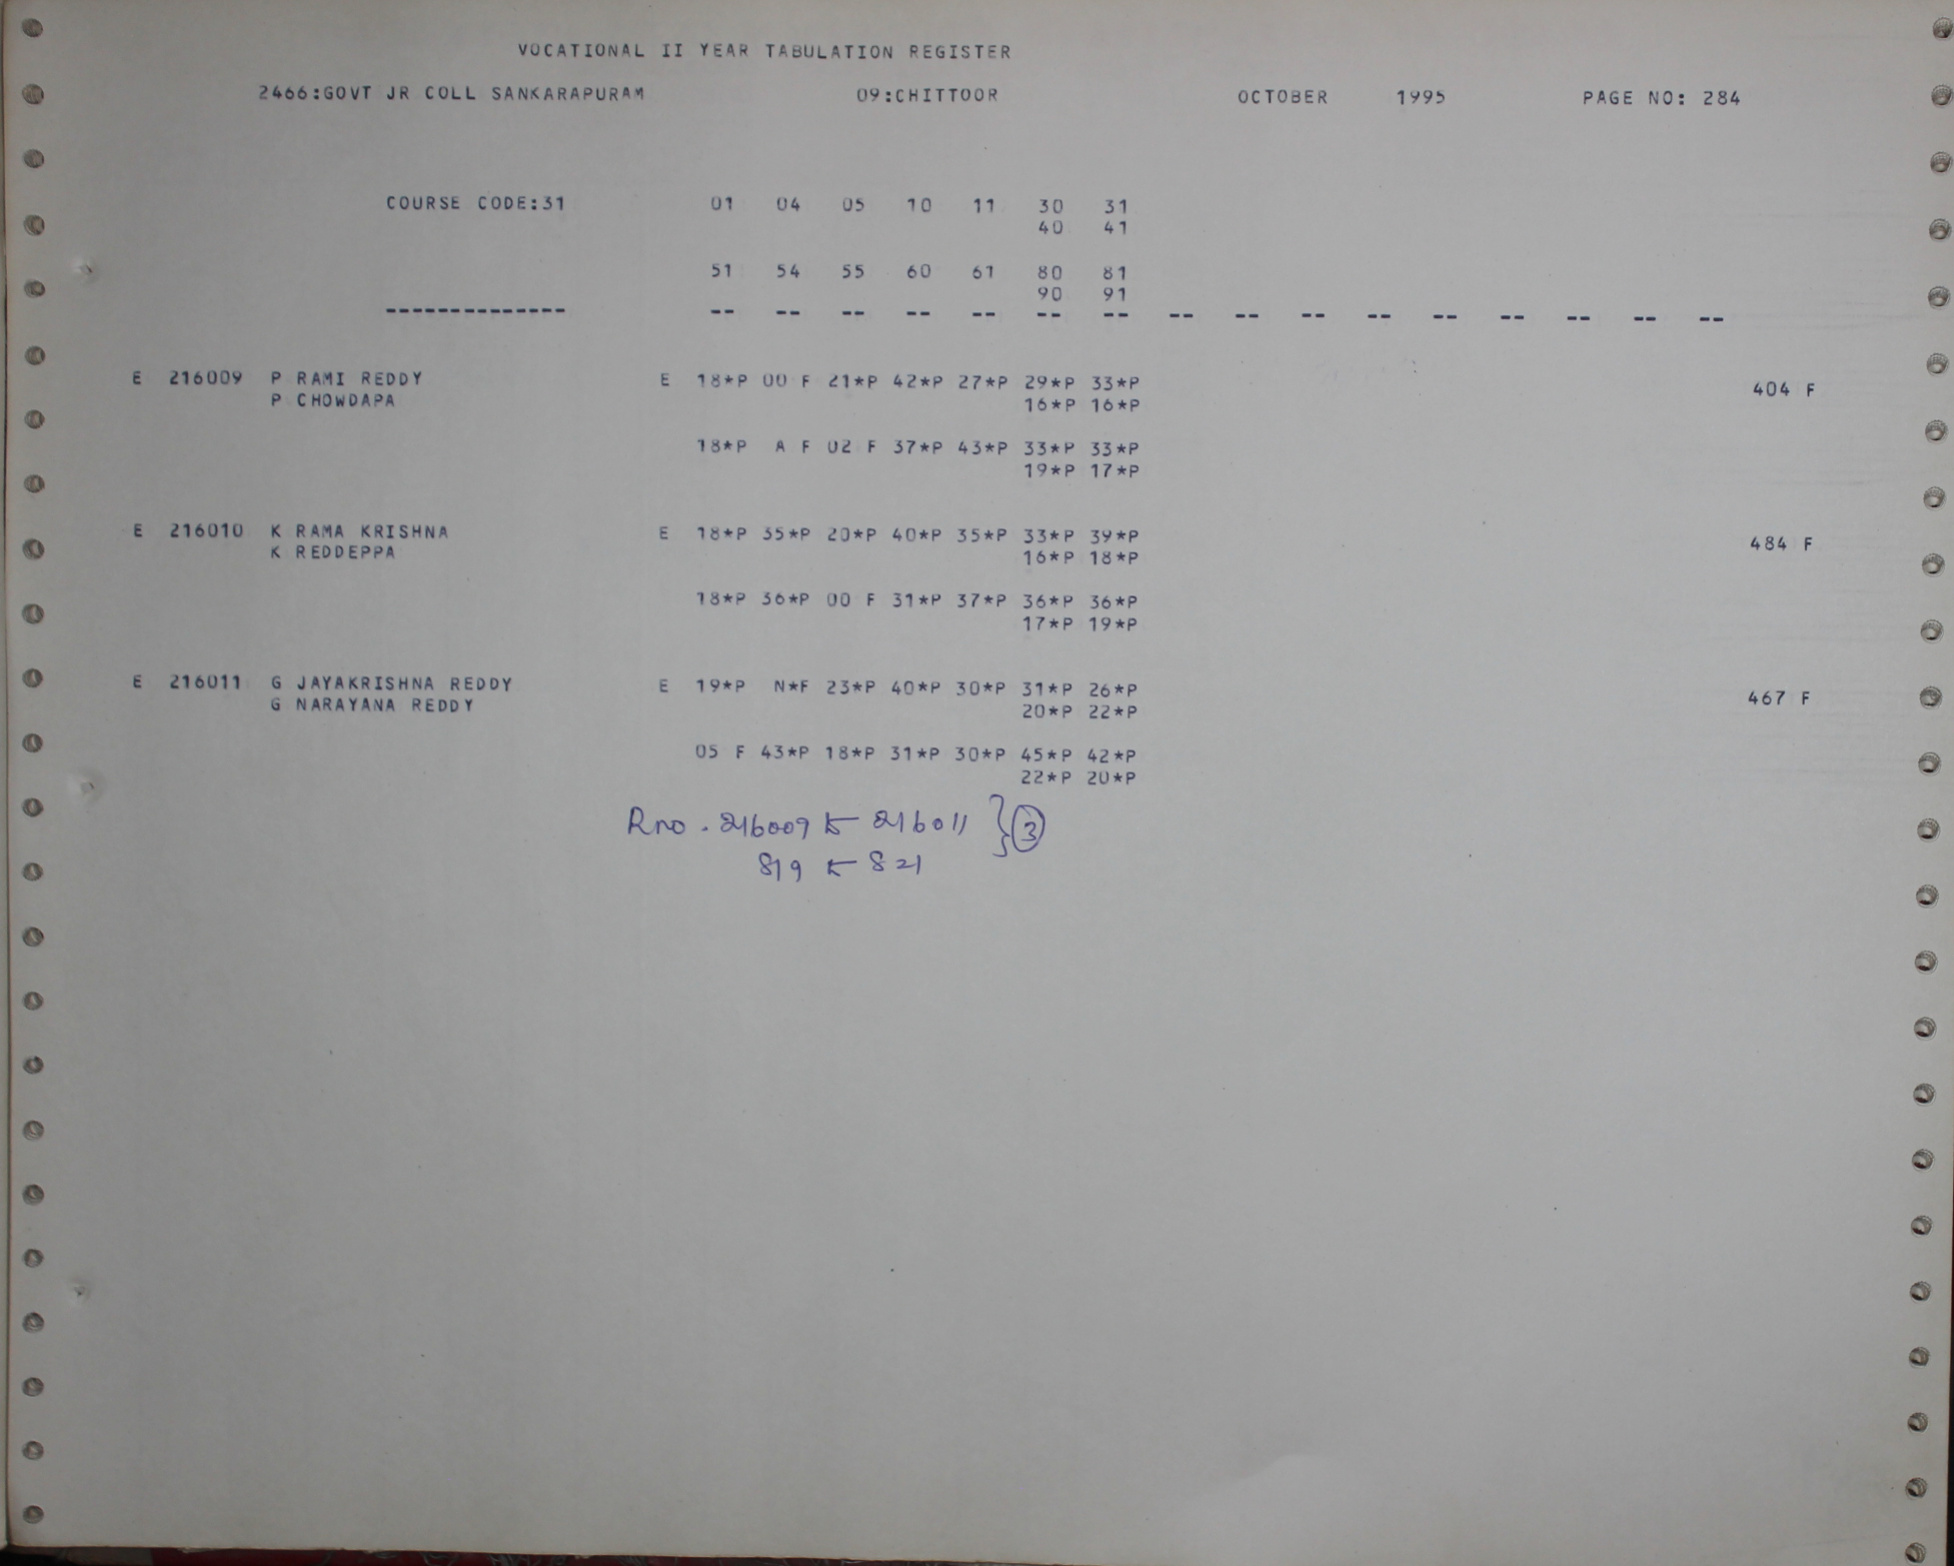 VOCATIONAL II YEAR TABULATION REGISTER
2466:GOVT JR COLL SANKARAPURAM 09:CHITTOOR OCTOBER 1995 PAGE NO: 284
COURSE CODE:31 01 04 05 10 11 30 31
40 41
51 54 55 60 61 80 81
90 91
-------------- -- -- -- -- -- -- -- -- -- -- -- -- -- -- -- --
E 216009 P RAMI REDDY E 18*P 00 F 21*P 42*P 27*P 29*P 33*P 404 F
P CHOWDAPA 16*P 16*P
18*P A F 02 F 37*P 43*P 33*P 33*P
19*P 17*P
E 216010 K RAMA KRISHNA E 18*P 35*P 20*P 40*P 35*P 33*P 39*P 484 F
K REDDEPPA 16*P 18*P
18*P 36*P 00 F 31*P 37*P 36*P 36*P
17*P 19*P
E 216011 G JAYAKRISHNA REDDY E 19*P N*F 23*P 40*P 30*P 31*P 26*P 467 F
G NARAYANA REDDY 20*P 22*P
05 F 43*P 18*P 31*P 30*P 45*P 42*P
22*P 20*P
Rno. 216009 to 216011 } 3
819 to 821